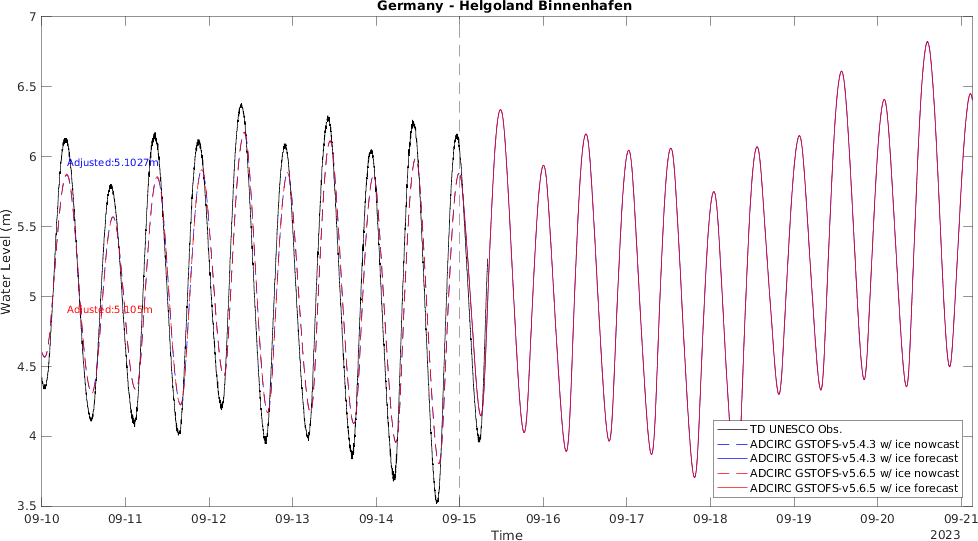 Germany - Helgoland Binnenhafen
7
6.5
6
5.5
5
4.5
4
3.5
Water Level (m)
Adjusted:5.1027m
Adjusted:5.105m
TD UNESCO Obs.
ADCIRC GSTOFS-v5.4.3 w/ ice nowcast
ADCIRC GSTOFS-v5.4.3 w/ ice forecast
ADCIRC GSTOFS-v5.6.5 w/ ice nowcast
ADCIRC GSTOFS-v5.6.5 w/ ice forecast
09-10 09-11 09-12 09-13 09-14 09-15 09-16 09-17 09-18 09-19 09-20 09-21
Time
2023